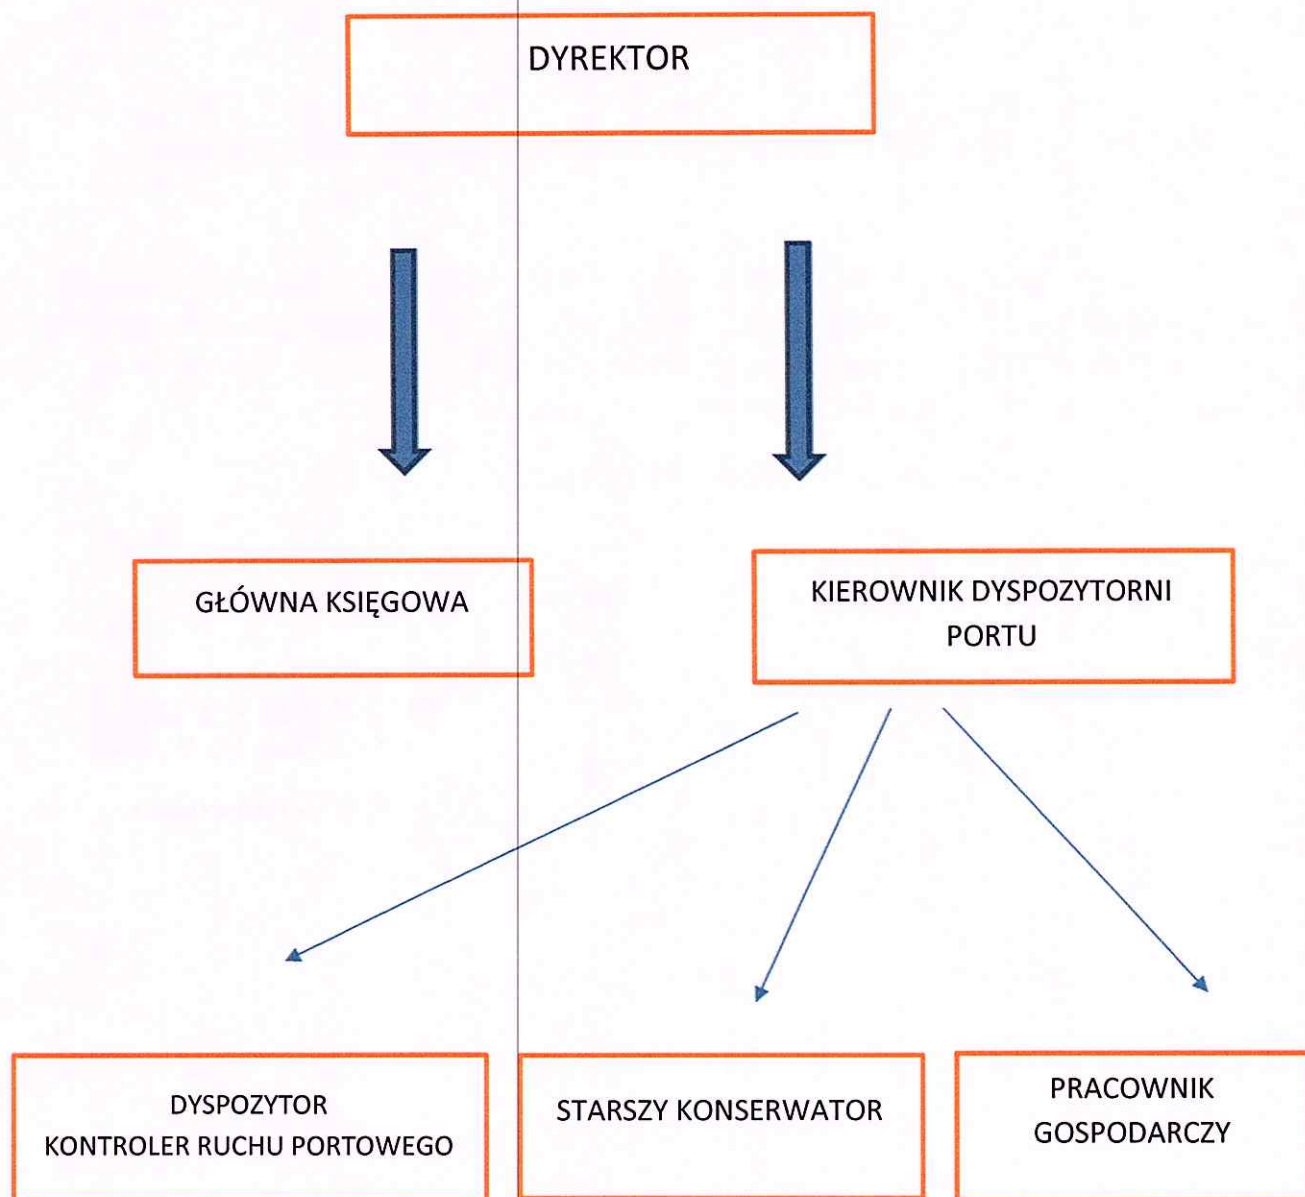 DYREKTOR
GŁÓWNA KSIĘGOWA
KIEROWNIK DYSPOZYTORNI
PORTU
DYSPOZYTOR
KONTROLER RUCHU PORTOWEGO
STARSZY KONSERWATOR
PRACOWNIK
GOSPODARCZY